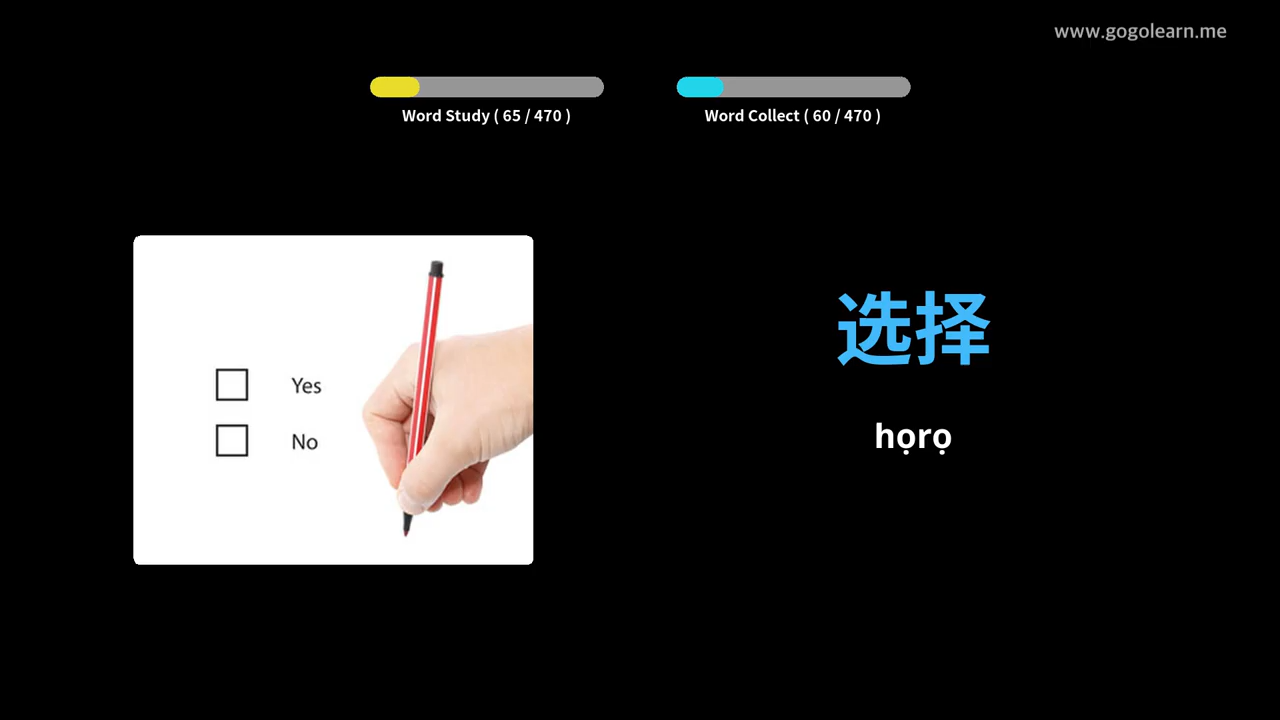 www.gogolearn.me
Word Study ( 65 / 470 )
Word Collect ( 60 / 470 )
Yes
No
选择
họrọ